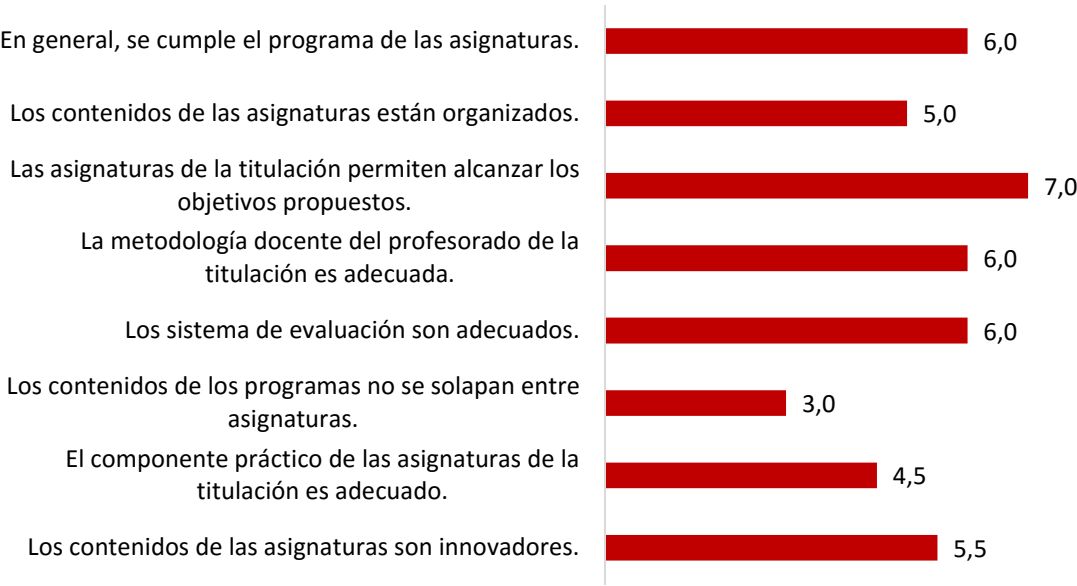 En general, se cumple el programa de las asignaturas.
6,0
Los contenidos de las asignaturas están organizados.
5,0
Las asignaturas de la titulación permiten alcanzar los
objetivos propuestos.
7,0
La metodología docente del profesorado de la
titulación es adecuada.
6,0
Los sistema de evaluación son adecuados.
6,0
Los contenidos de los programas no se solapan entre
asignaturas.
3,0
El componente práctico de las asignaturas de la
titulación es adecuado.
4,5
Los contenidos de las asignaturas son innovadores.
5,5